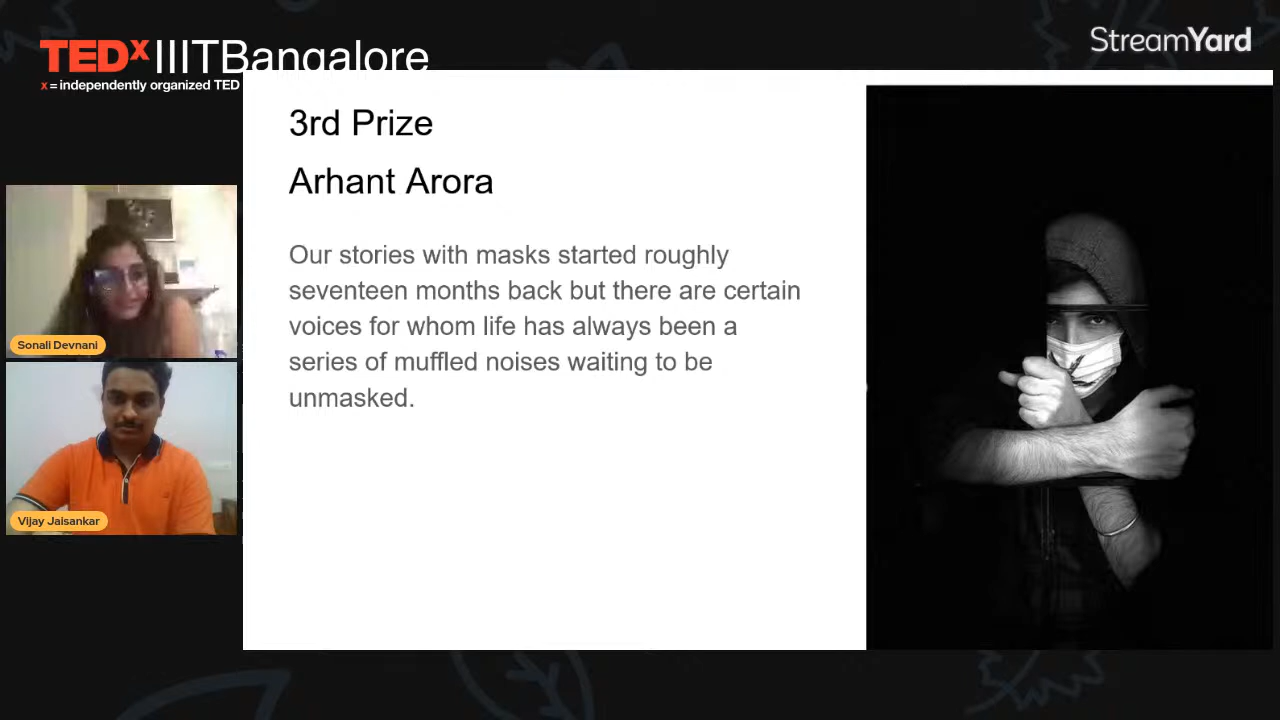 TEDx IIITBangalore
x = independently organized TED
StreamYard
3rd Prize
Arhant Arora
Our stories with masks started roughly
seventeen months back but there are certain
voices for whom life has always been a
series of muffled noises waiting to be
unmasked.
Sonali Devnani
Vijay Jaisankar